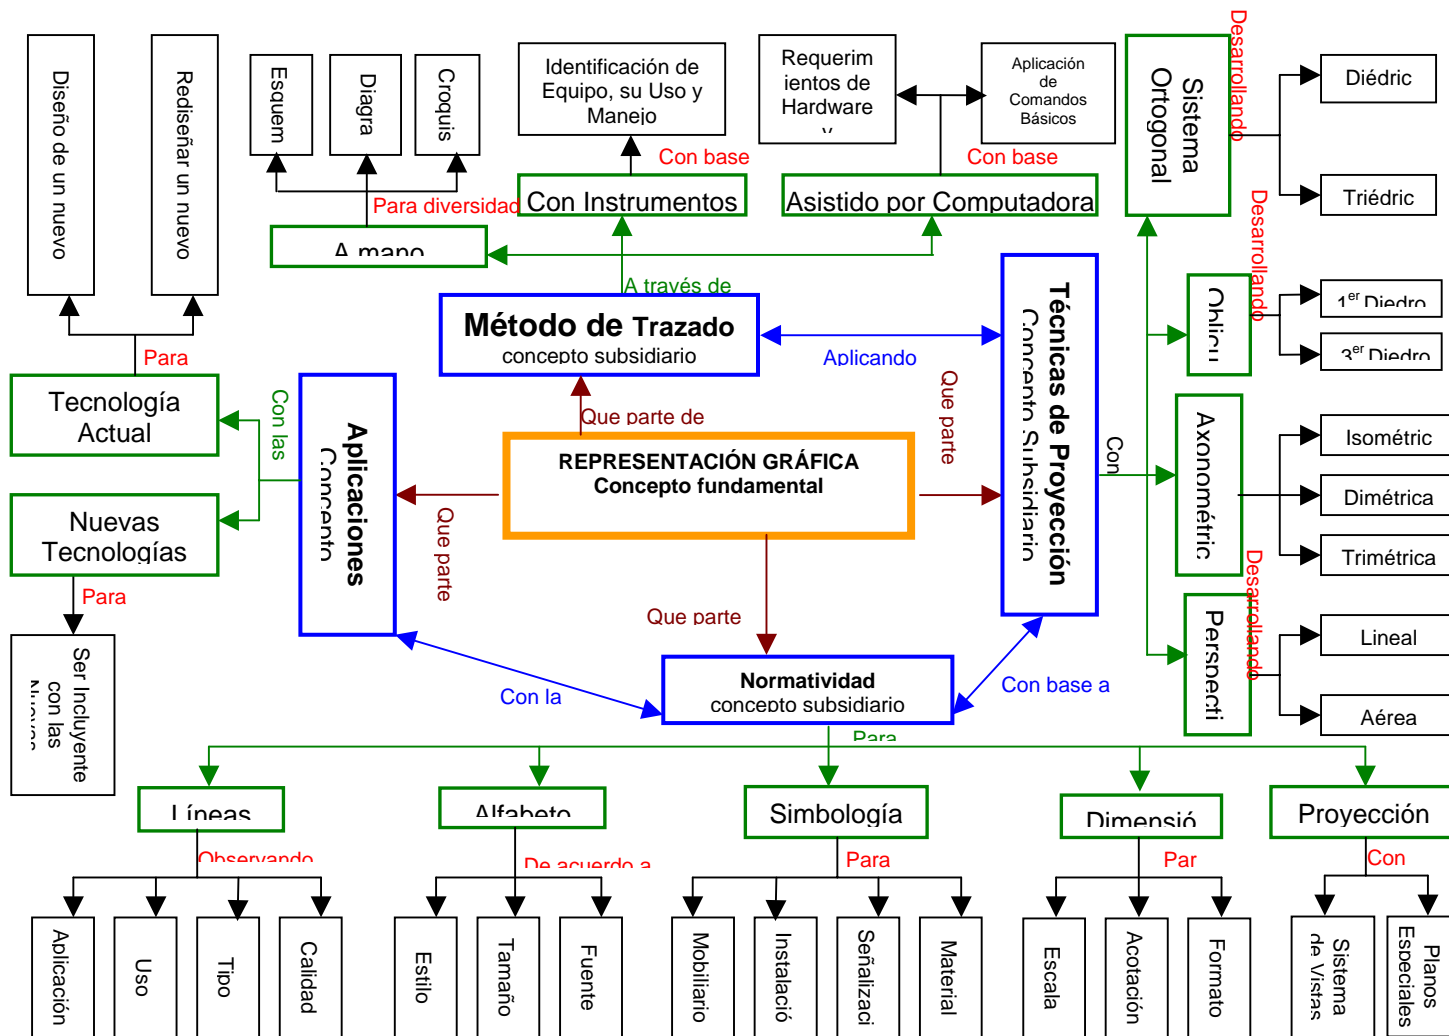 Diseño de un nuevo
Rediseñar un nuevo
Esquem
Diagra
Croquis
Identificación de
Equipo, su Uso y
Manejo
Requerim
ientos de
Hardware
y
Aplicación
de
Comandos
Básicos
Sistema
Ortogonal
Desarrollando
Diédric
Triédric
Con base
Con base
Para diversidad
Con Instrumentos
Asistido por Computadora
A mano
A través de
Desarrollando
Oblicu
1er Diedro
3er Diedro
Método de Trazado
concepto subsidiario
Aplicando
Técnicas de Proyección
Concepto Subsidiario
Para
Tecnología
Actual
Con las
Aplicaciones
Concepto
Que parte de
Que parte
REPRESENTACIÓN GRÁFICA
Concepto fundamental
Con
Axonométric
Isométric
Dimétrica
Trimétrica
Nuevas
Tecnologías
Que parte
Que parte
Para
Ser Incluyente
con las
Nuevas
Con la
Normatividad
concepto subsidiario
Con base a
Perspecti
Desarrollando
Lineal
Aérea
Para
Líneas
Alfabeto
Simbología
Dimensió
Proyección
Observando
De acuerdo a
Para
Par
Con
Aplicación
Uso
Tipo
Calidad
Estilo
Tamaño
Fuente
Mobiliario
Instalació
Señalizaci
Material
Escala
Acotación
Formato
Sistema
de Vistas
Planos
Especiales